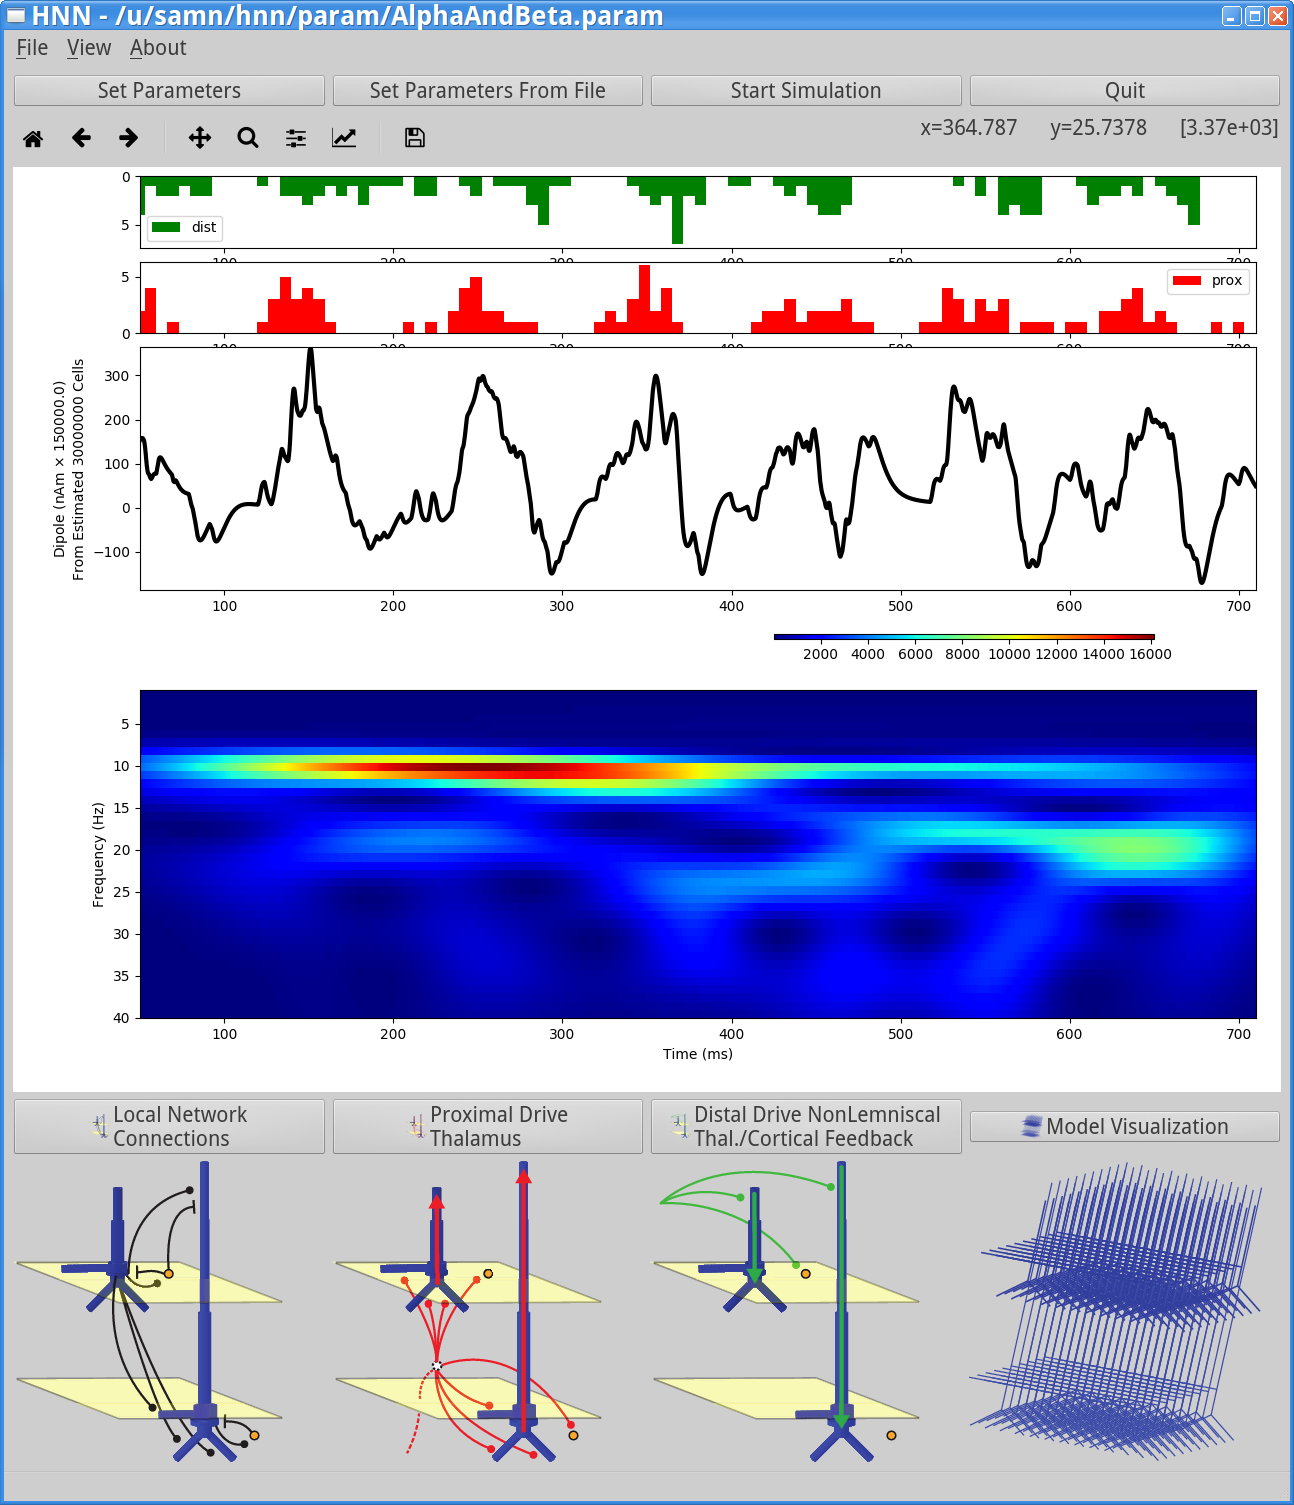 HNN - /u/samn/hnn/param/AlphaAndBeta.param
File View About
Set Parameters Set Parameters From File Start Simulation Quit
x=364.787 y=25.7378 [3.37e+03]
0
5
dist
100 200 300 400 500 600 700
5
0
prox
100 200 300 400 500 600 700
Dipole (nAm × 150000.0)
From Estimated 30000000 Cells
300
200
100
0
−100
100 200 300 400 500 600 700
2000 4000 6000 8000 10000 12000 14000 16000
Frequency (Hz)
5
10
15
20
25
30
35
40
100 200 300 400 500 600 700
Time (ms)
Local Network
Connections
Proximal Drive
Thalamus
Distal Drive NonLemniscal
Thal./Cortical Feedback
Model Visualization